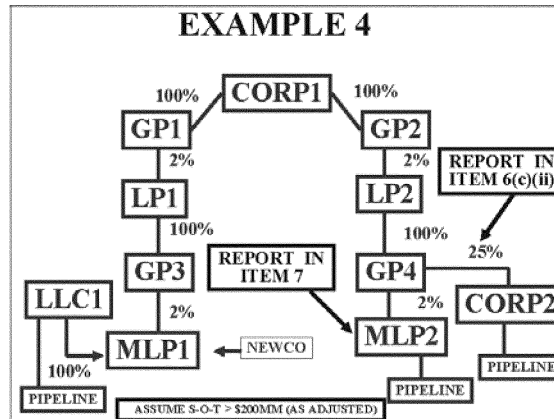 EXAMPLE 4
100%
CORP1
100%
GP1
GP2
2%
2%
REPORT IN
ITEM 6(c)(ii)
LP1
LP2
100%
100%
25%
GP3
REPORT IN
ITEM 7
GP4
LLC1
2%
2%
CORP2
MLP1
NEWCO
MLP2
100%
PIPELINE
PIPELINE
PIPELINE
ASSUME S-O-T > $200MM (AS ADJUSTED)